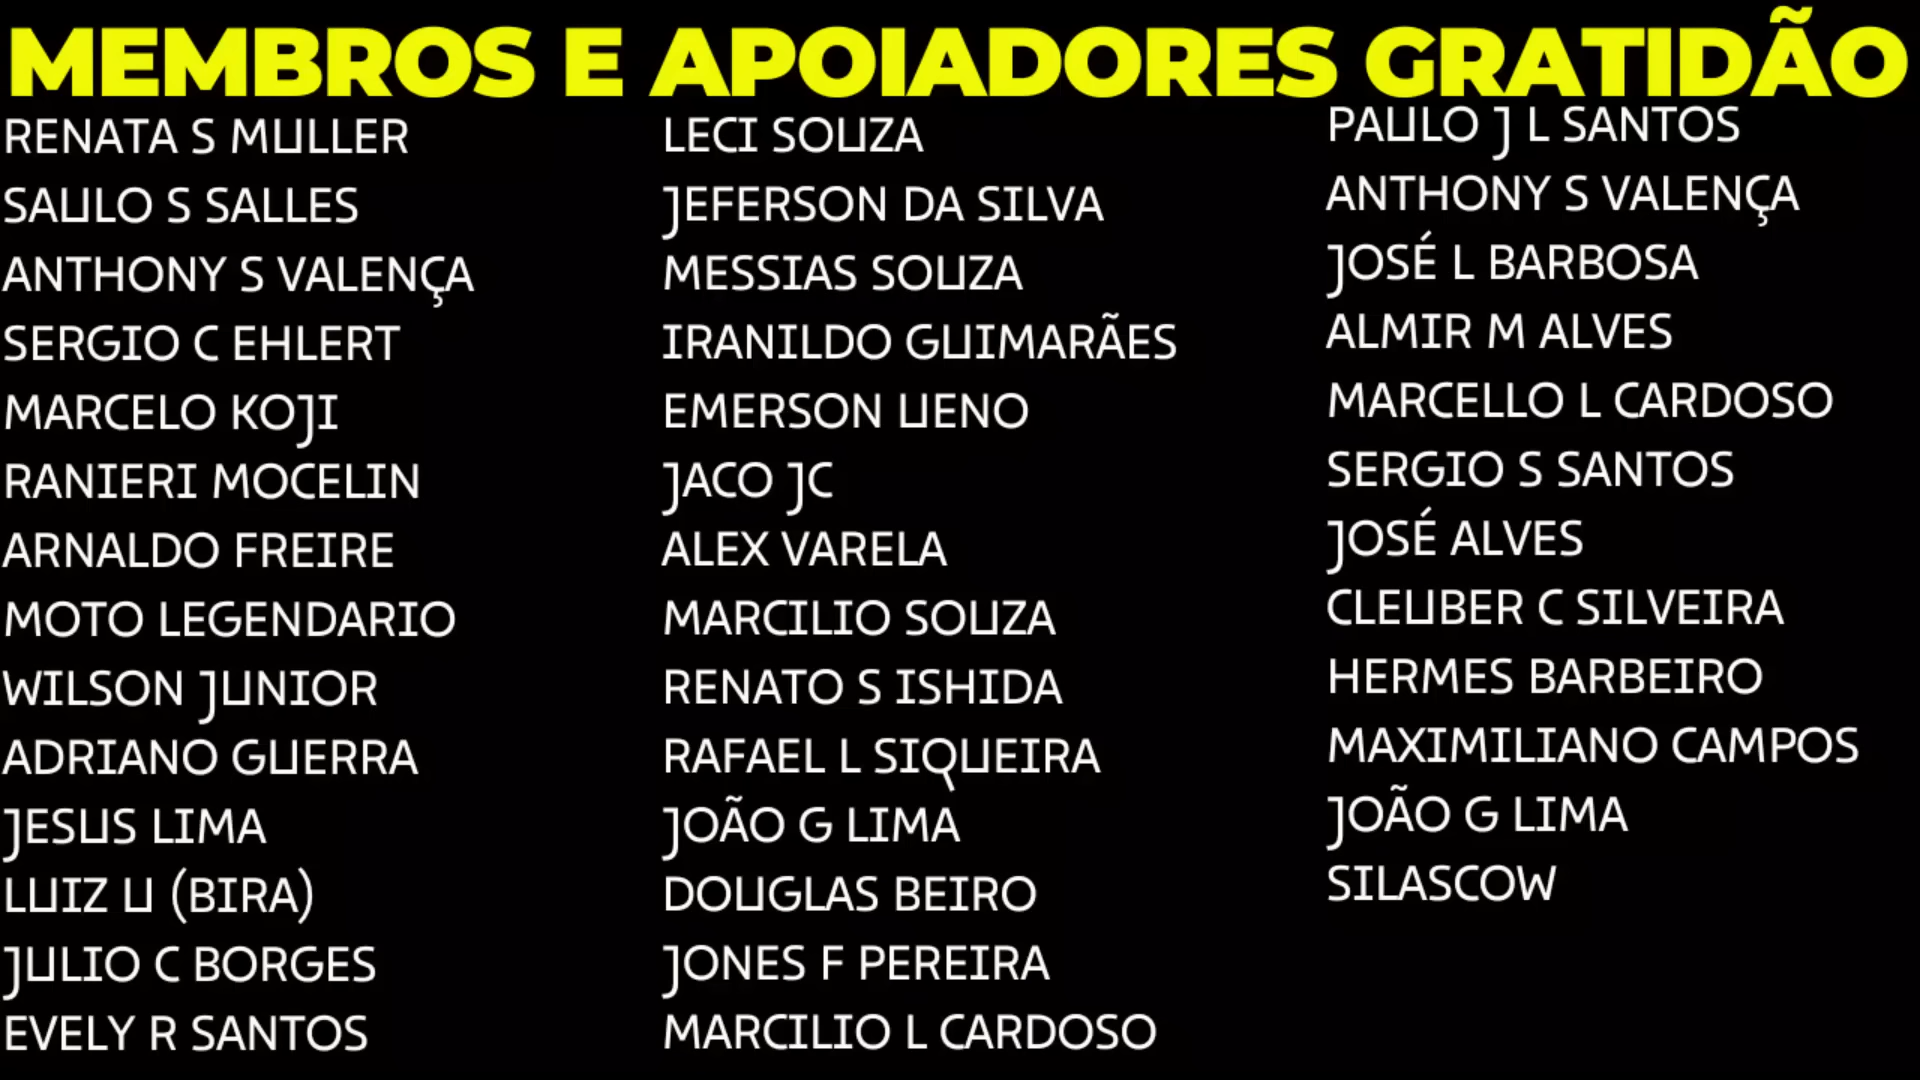 MEMBROS E APOIADORES GRATIDÃO
RENATA S MULLER
SAULO S SALLES
ANTHONY S VALENÇA
SERGIO C EHLERT
MARCELO KOJI
RANIERI MOCELIN
ARNALDO FREIRE
MOTO LEGENDARIO
WILSON JUNIOR
ADRIANO GUERRA
JESUS LIMA
LUIZ U (BIRA)
JULIO C BORGES
EVELY R SANTOS
LECI SOUZA
JEFERSON DA SILVA
MESSIAS SOUZA
IRANILDO GUIMARÃES
EMERSON UENO
JACO JC
ALEX VARELA
MARCILIO SOUZA
RENATO S ISHIDA
RAFAEL L SIQUEIRA
JOÃO G LIMA
DOUGLAS BEIRO
JONES F PEREIRA
MARCILIO L CARDOSO
PAULO J L SANTOS
ANTHONY S VALENÇA
JOSÉ L BARBOSA
ALMIR M ALVES
MARCELLO L CARDOSO
SERGIO S SANTOS
JOSÉ ALVES
CLEUBER C SILVEIRA
HERMES BARBEIRO
MAXIMILIANO CAMPOS
JOÃO G LIMA
SILASCOW